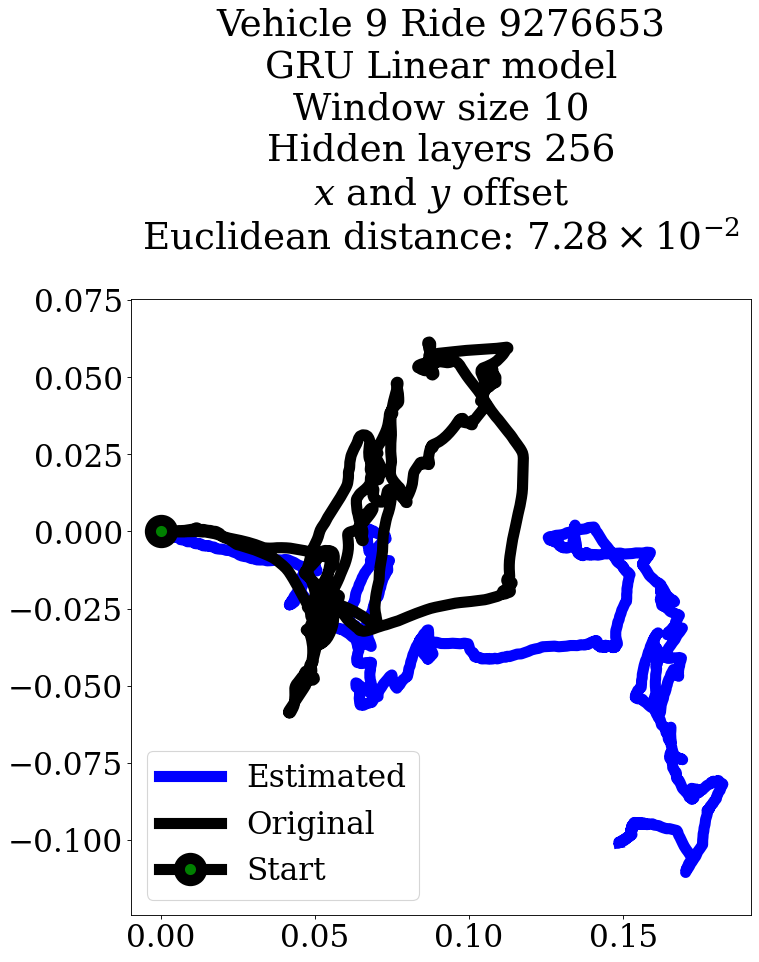 Vehicle 9 Ride 9276653
GRU Linear model
Window size 10
Hidden layers 256
x and y offset
Euclidean distance: 7.28 × 10⁻²
0.075
0.050
0.025
0.000
−0.025
−0.050
−0.075
−0.100
Estimated
Original
Start
0.00 0.05 0.10 0.15